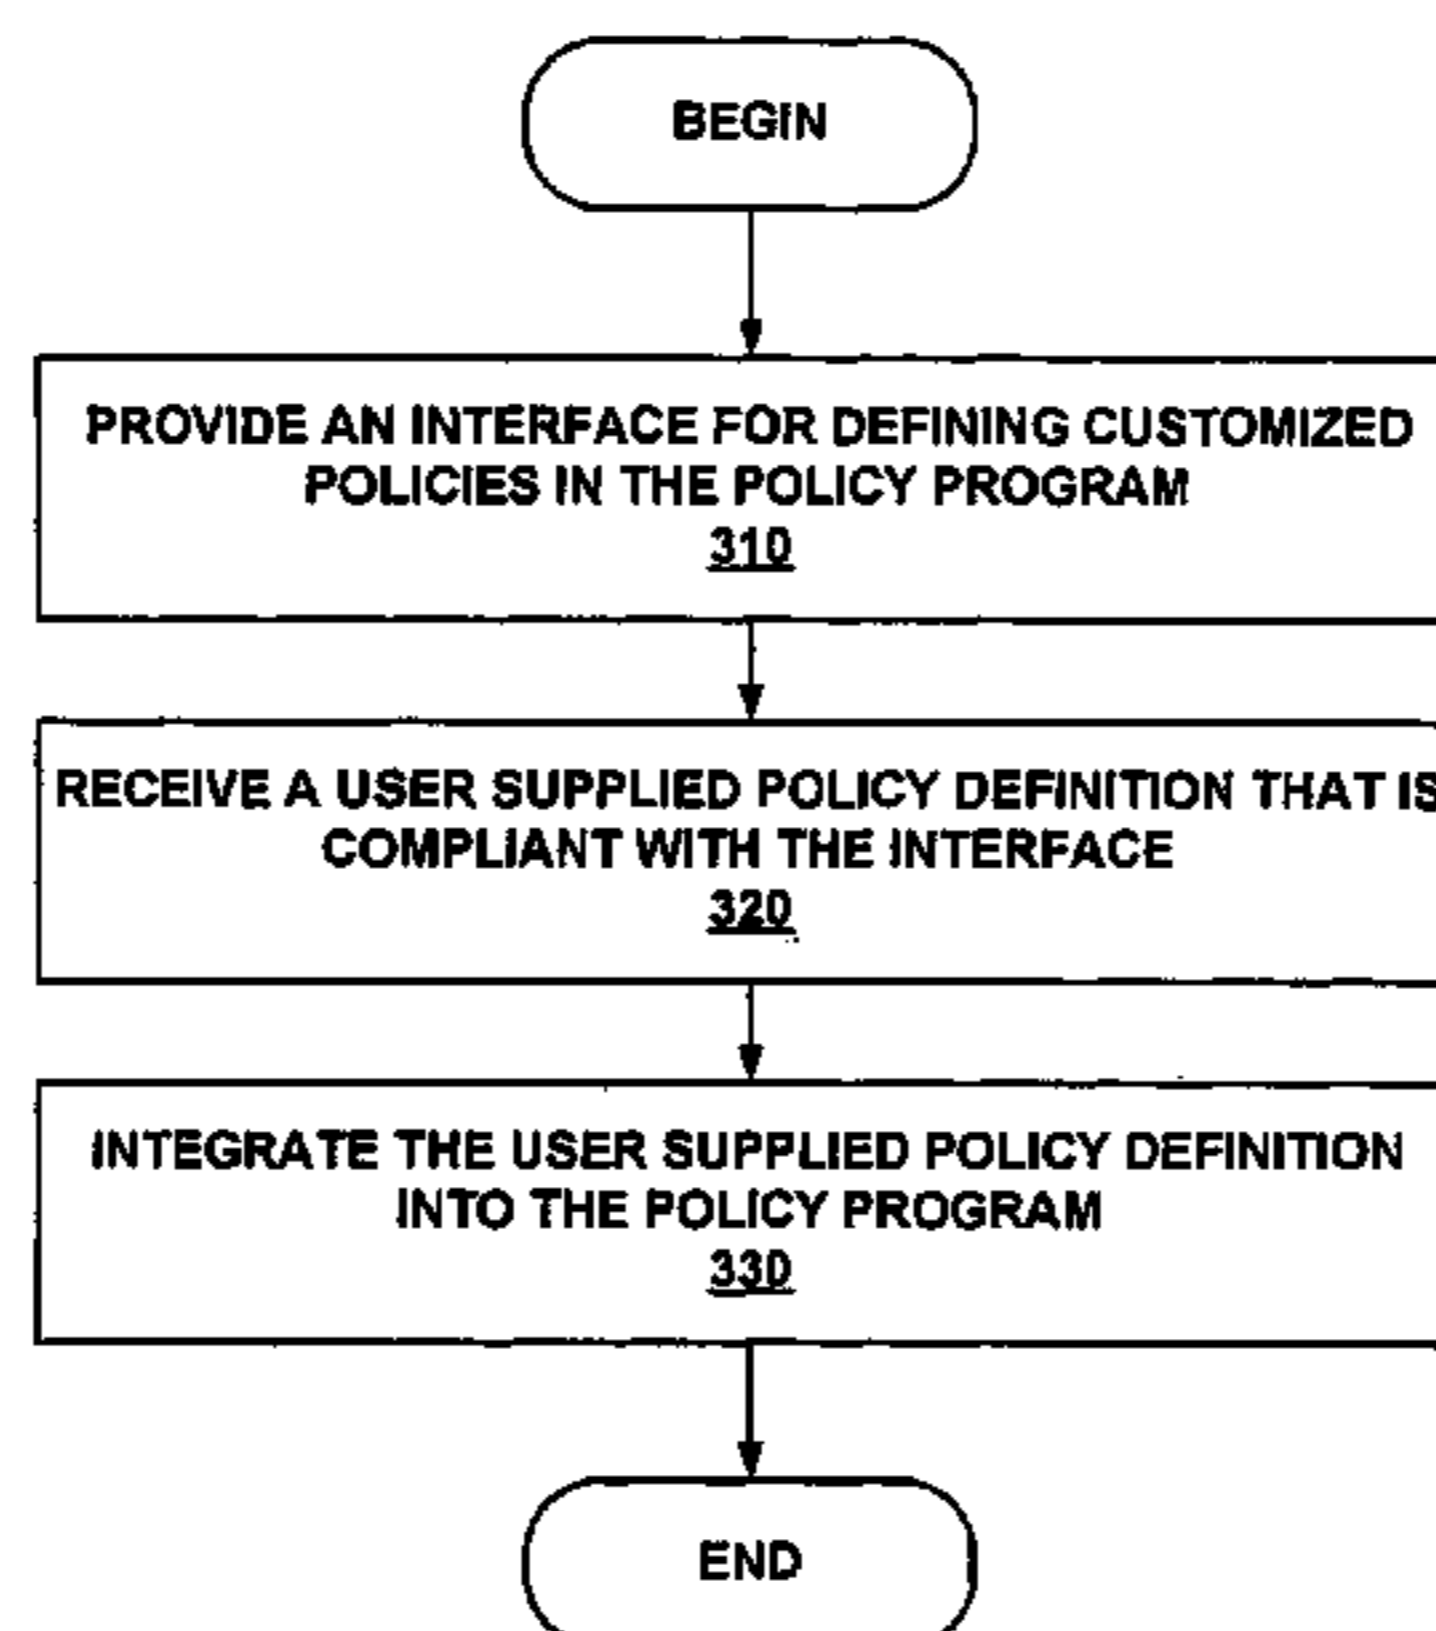 BEGIN
PROVIDE AN INTERFACE FOR DEFINING CUSTOMIZED
POLICIES IN THE POLICY PROGRAM
310
RECEIVE A USER SUPPLIED POLICY DEFINITION THAT IS
COMPLIANT WITH THE INTERFACE
320
INTEGRATE THE USER SUPPLIED POLICY DEFINITION
INTO THE POLICY PROGRAM
330
END